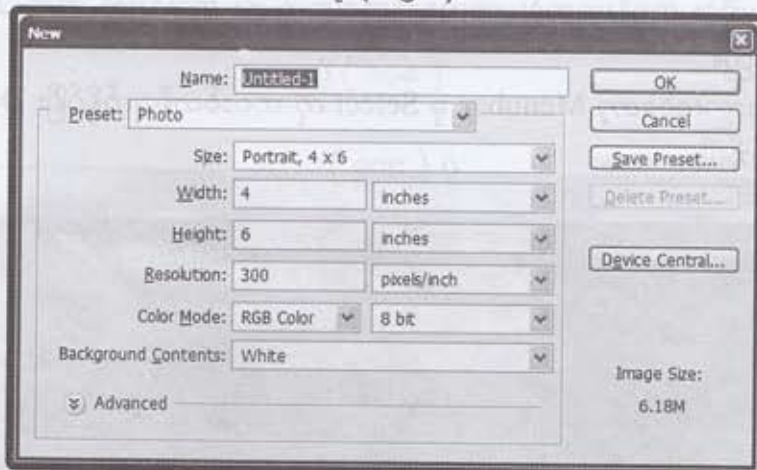 New
Name: Untitled-1
OK
Preset: Photo
Cancel
Size: Portrait, 4 x 6
Save Preset...
Width: 4 inches
Delete Preset...
Height: 6 inches
Device Central...
Resolution: 300 pixels/inch
Color Mode: RGB Color 8 bit
Background Contents: White
Image Size:
Advanced
6.18M